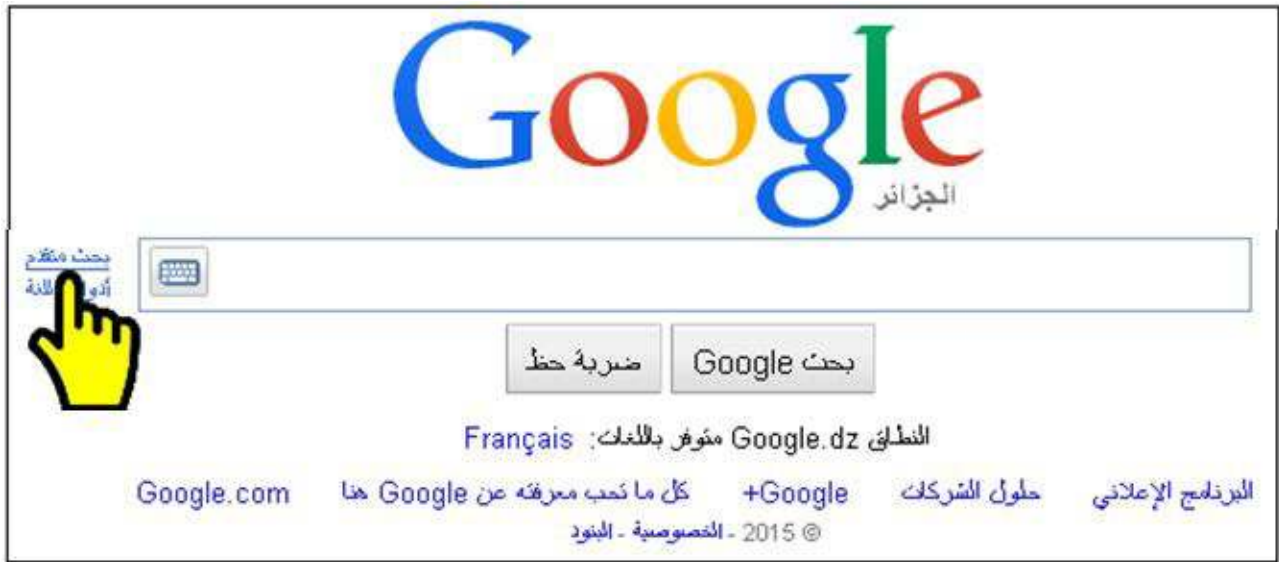 Google
الجزائر
بحث متقدم
بحث Google
ضربة حظ
النطاق Google.dz متوفر باللغات: Français
البرنامج الإعلاني حلول الشركات Google+ كل ما تحب معرفته عن Google هنا Google.com
© 2015 - الخصوصية - البنود